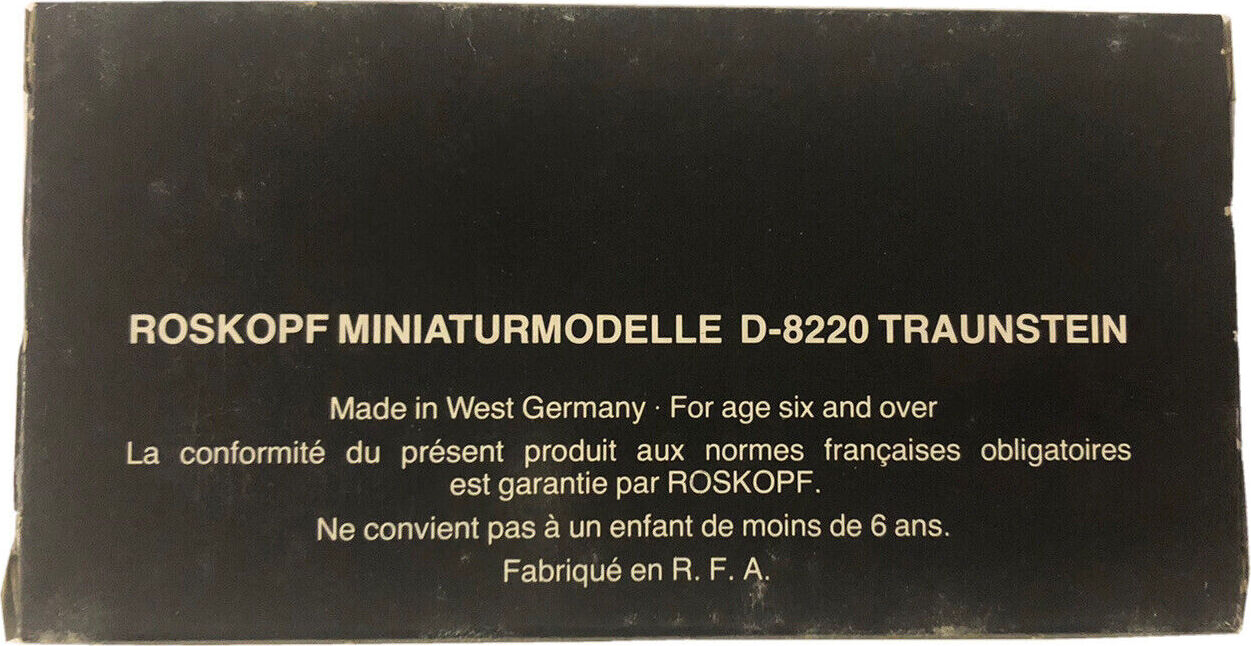 ROSKOPF MINIATURMODELLE D-8220 TRAUNSTEIN
Made in West Germany · For age six and over
La conformité du présent produit aux normes françaises obligatoires
est garantie par ROSKOPF.
Ne convient pas à un enfant de moins de 6 ans.
Fabriqué en R. F. A.